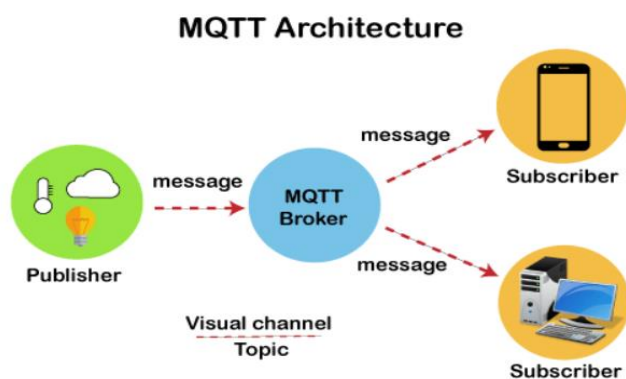 MQTT Architecture
message
Subscriber
message
MQTT
Broker
Publisher
message
Visual channel
Topic
Subscriber